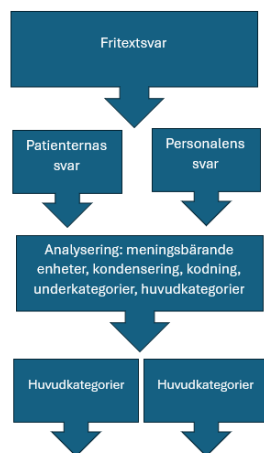 Fritextsvar
Patienternas
svar
Personalens
svar
Analysering: meningsbärande
enheter, kondensering, kodning,
underkategorier, huvudkategorier
Huvudkategorier
Huvudkategorier